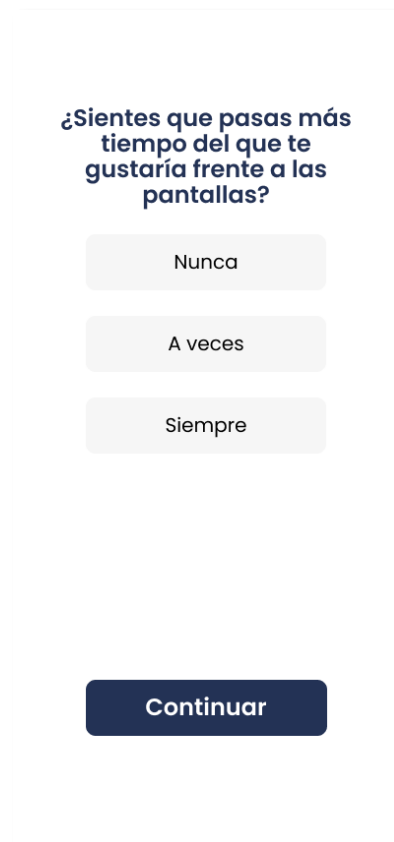 ¿Sientes que pasas más
tiempo del que te
gustaría frente a las
pantallas?
Nunca
A veces
Siempre
Continuar